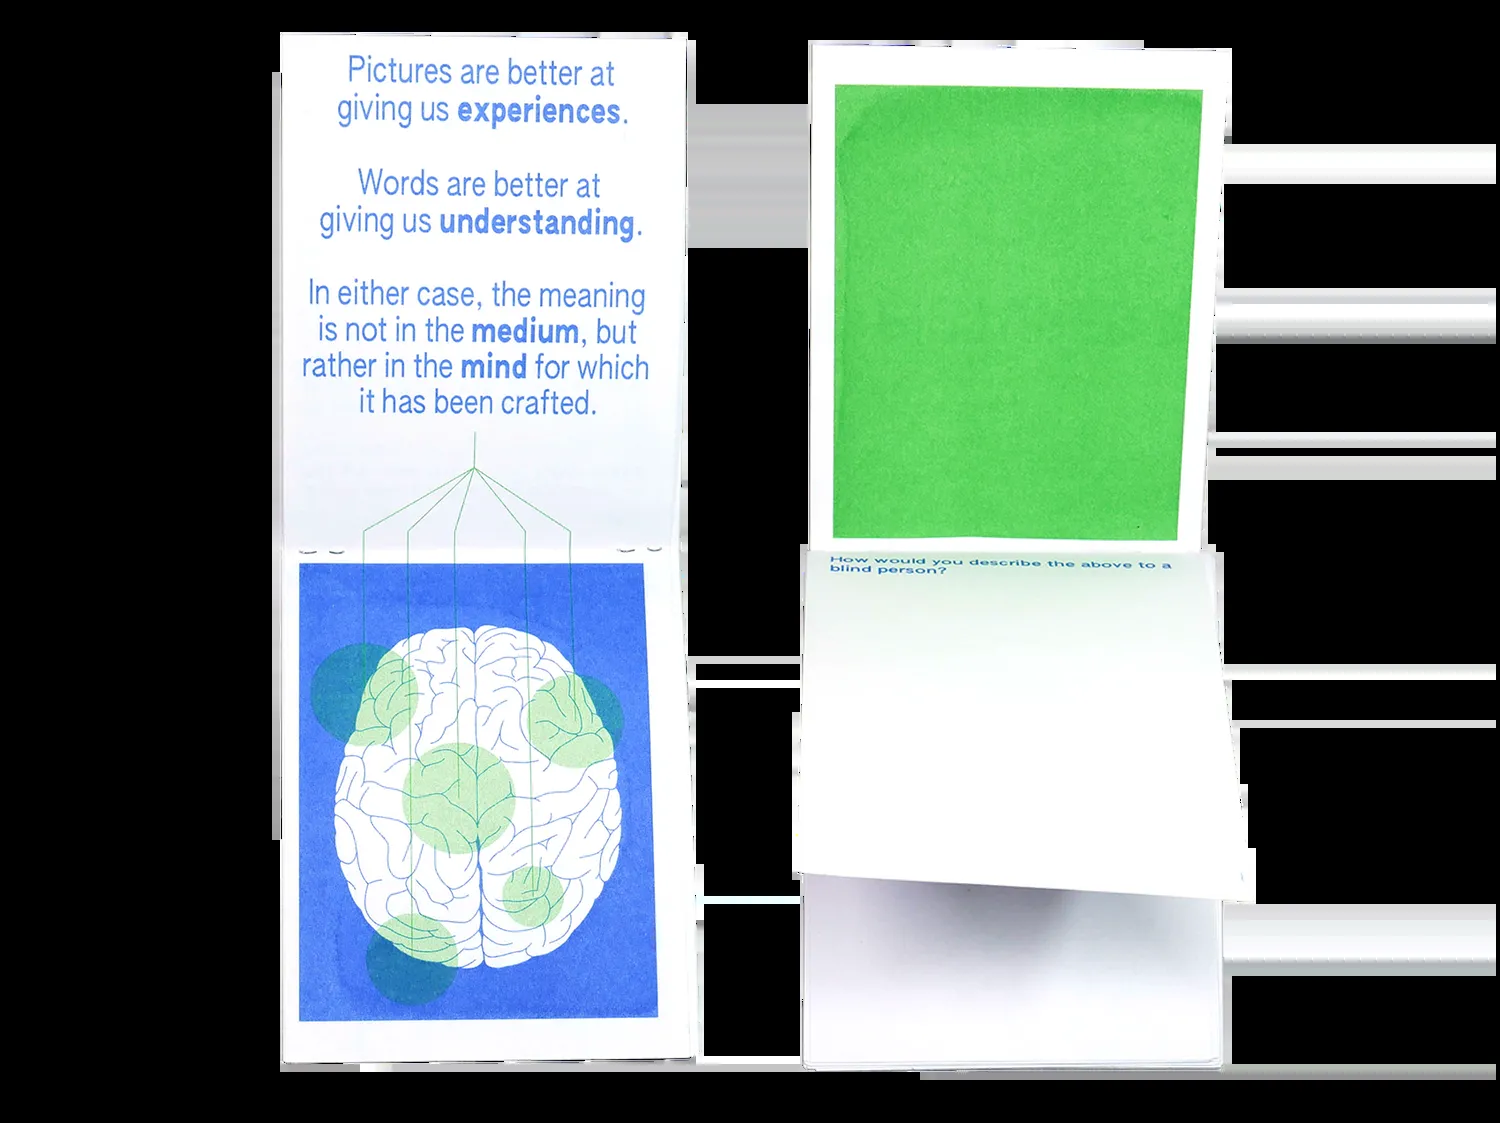 Pictures are better at
giving us experiences.
Words are better at
giving us understanding.
In either case, the meaning
is not in the medium, but
rather in the mind for which
it has been crafted.
How would you describe the above to a
blind person?